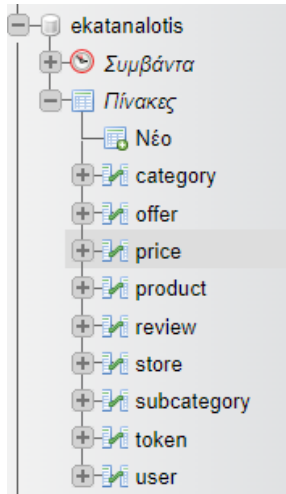 ekatanalotis
Συμβάντα
Πίνακες
Νέο
category
offer
price
product
review
store
subcategory
token
user